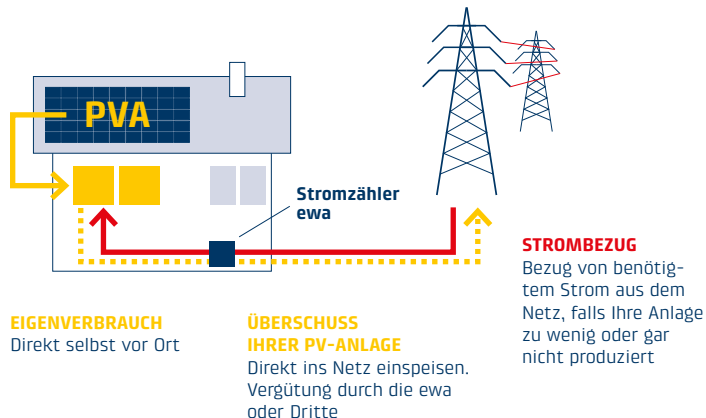 PVA
Stromzähler
ewa
EIGENVERBRAUCH
Direkt selbst vor Ort
ÜBERSCHUSS
IHRER PV-ANLAGE
Direkt ins Netz einspeisen.
Vergütung durch die ewa
oder Dritte
STROMBEZUG
Bezug von benötig-
tem Strom aus dem
Netz, falls Ihre Anlage
zu wenig oder gar
nicht produziert